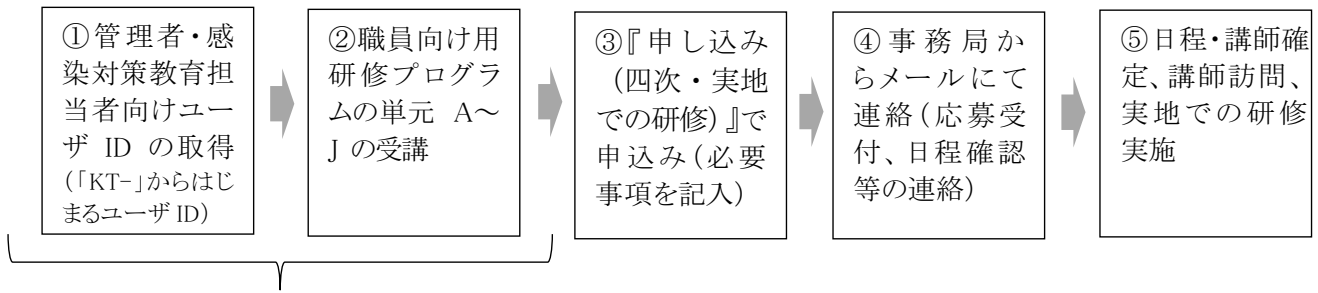 ①管理者・感
染対策教育担
当者向けユー
ザ ID の取得
(「KT-」からはじ
まるユーザ ID)
②職員向け用
研修プログラ
ムの単元 A～
J の受講
③『申し込み
(四次・実地
での研修)』で
申込み(必要
事項を記入)
④事務局か
らメールにて
連絡(応募受
付、日程確認
等の連絡)
⑤日程・講師確
定、講師訪問、
実地での研修
実施